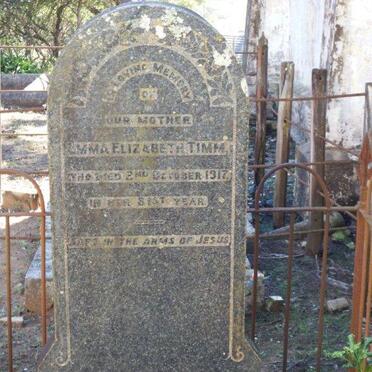 IN LOVING MEMORY
OF
OUR MOTHER
EMMA ELIZABETH TIMM,
WHO DIED 2ND OCTOBER 1917,
IN HER 81ST YEAR.
SAFE IN THE ARMS OF JESUS